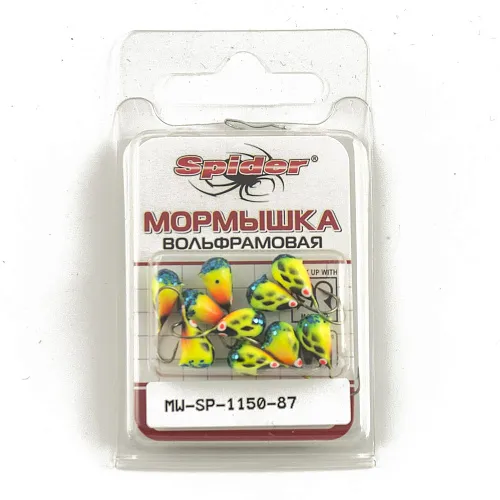 Spider®
МОРМЫШКА
ВОЛЬФРАМОВАЯ
UP WITH
MW-SP-1150-87